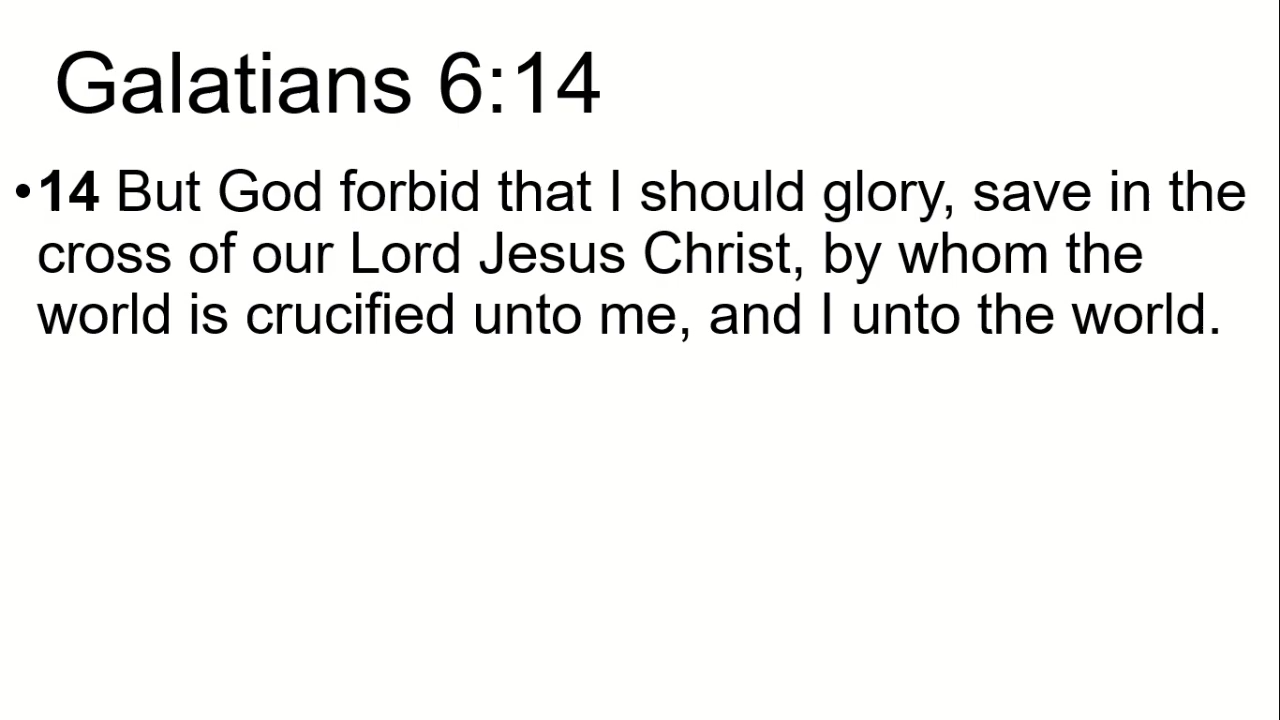 Galatians 6:14
•14 But God forbid that I should glory, save in the
cross of our Lord Jesus Christ, by whom the
world is crucified unto me, and I unto the world.